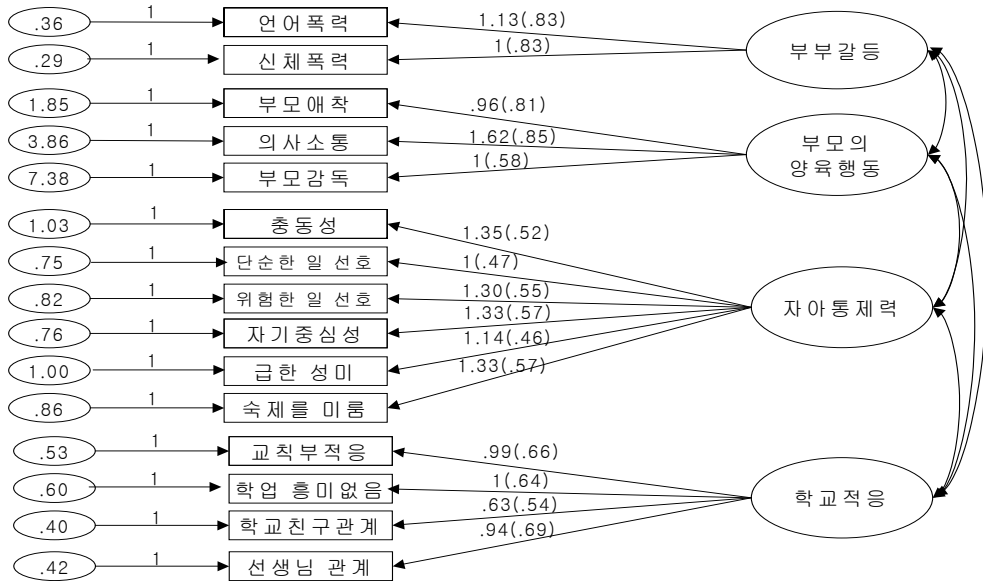 .36 1 언어폭력 1.13(.83)
.29 1 신체폭력 1(.83)
부부갈등
1.85 1 부모애착 .96(.81)
3.86 1 의사소통 1.62(.85)
7.38 1 부모감독 1(.58)
부모의
양육행동
1.03 1 충동성 1.35(.52)
.75 1 단순한 일 선호 1(.47)
.82 1 위험한 일 선호 1.30(.55)
.76 1 자기중심성 1.33(.57)
1.00 1 급한 성미 1.14(.46)
.86 1 숙제를 미룸 1.33(.57)
자아통제력
.53 1 교칙부적응 .99(.66)
.60 1 학업 흥미없음 1(.64)
.40 1 학교친구관계 .63(.54)
.42 1 선생님 관계 .94(.69)
학교적응